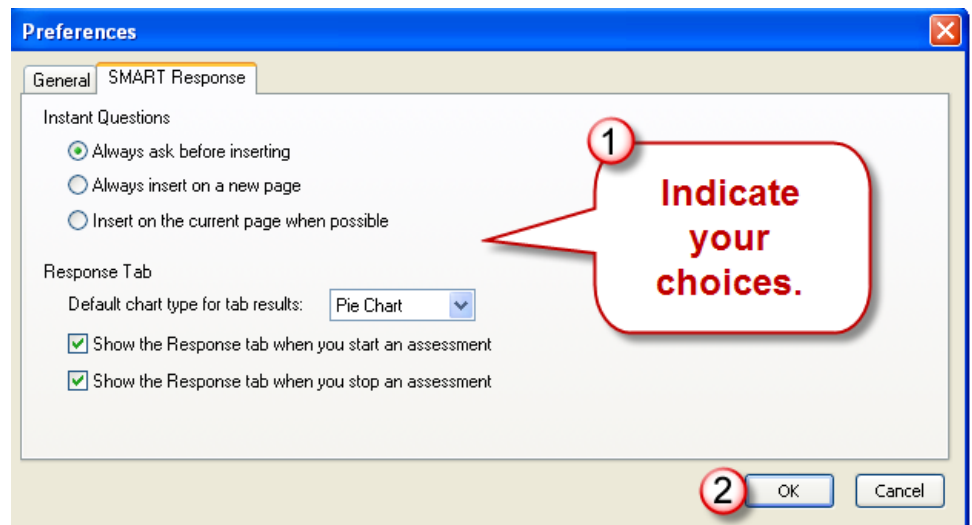 Preferences
General SMART Response
Instant Questions
Always ask before inserting
Always insert on a new page
Insert on the current page when possible
1
Indicate
your
choices.
Response Tab
Default chart type for tab results: Pie Chart
Show the Response tab when you start an assessment
Show the Response tab when you stop an assessment
2 OK Cancel